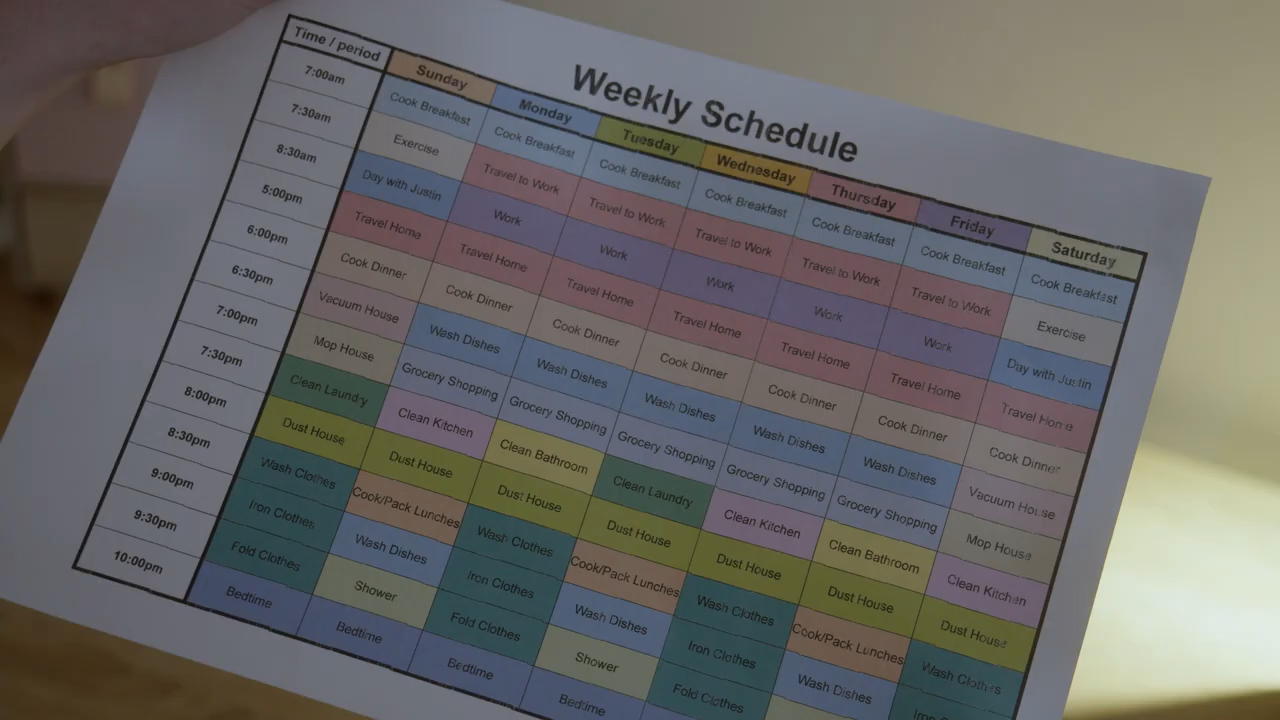 Weekly Schedule
Time / period Sunday Monday Tuesday Wednesday Thursday Friday Saturday
7:00am Cook Breakfast Cook Breakfast Cook Breakfast Cook Breakfast Cook Breakfast Cook Breakfast Cook Breakfast
7:30am Exercise Travel to Work Travel to Work Travel to Work Travel to Work Travel to Work Exercise
8:30am Day with Justin Work Work Work Work Work Day with Justin
5:00pm Travel Home Travel Home Travel Home Travel Home Travel Home Travel Home Travel Home
6:00pm Cook Dinner Cook Dinner Cook Dinner Cook Dinner Cook Dinner Cook Dinner Cook Dinner
6:30pm Vacuum House Wash Dishes Wash Dishes Wash Dishes Wash Dishes Wash Dishes Vacuum House
7:00pm Mop House Grocery Shopping Grocery Shopping Grocery Shopping Grocery Shopping Grocery Shopping Mop House
7:30pm Clean Laundry Clean Kitchen Clean Bathroom Clean Laundry Clean Kitchen Clean Bathroom Clean Kitchen
8:00pm Dust House Dust House Dust House Dust House Dust House Dust House Dust House
8:30pm Wash Clothes Cook/Pack Lunches Wash Clothes Cook/Pack Lunches Wash Clothes Cook/Pack Lunches Wash Clothes
9:00pm Iron Clothes Wash Dishes Iron Clothes Wash Dishes Iron Clothes Wash Dishes Iron
9:30pm Fold Clothes Shower Fold Clothes Shower Fold Clothes
10:00pm Bedtime Bedtime Bedtime Bedtime